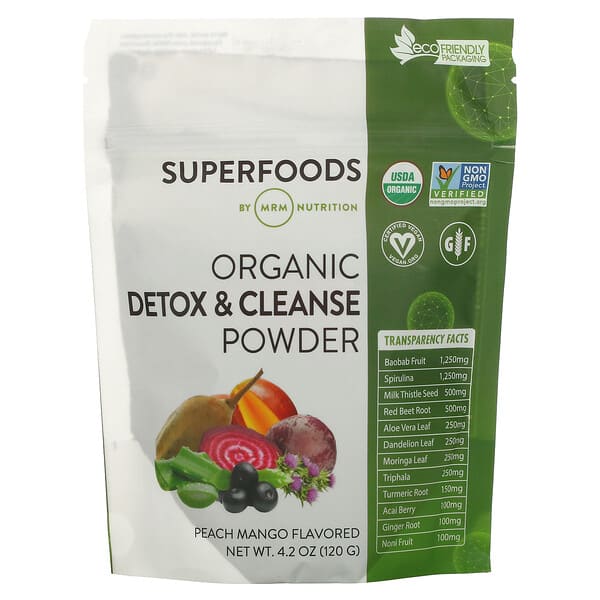 eco FRIENDLY
PACKAGING
SUPERFOODS
BY MRM NUTRITION
USDA
ORGANIC
NON
GMO
Project
VERIFIED
nongmoproject.org
CERTIFIED VEGAN
VEGAN.ORG
GF
ORGANIC
DETOX & CLEANSE
POWDER
TRANSPARENCY FACTS
Baobab Fruit 1,250mg
Spirulina 1,250mg
Milk Thistle Seed 500mg
Red Beet Root 500mg
Aloe Vera Leaf 250mg
Dandelion Leaf 250mg
Moringa Leaf 250mg
Triphala 250mg
Turmeric Root 150mg
Acai Berry 100mg
Ginger Root 100mg
Noni Fruit 100mg
PEACH MANGO FLAVORED
NET WT. 4.2 OZ (120 G)